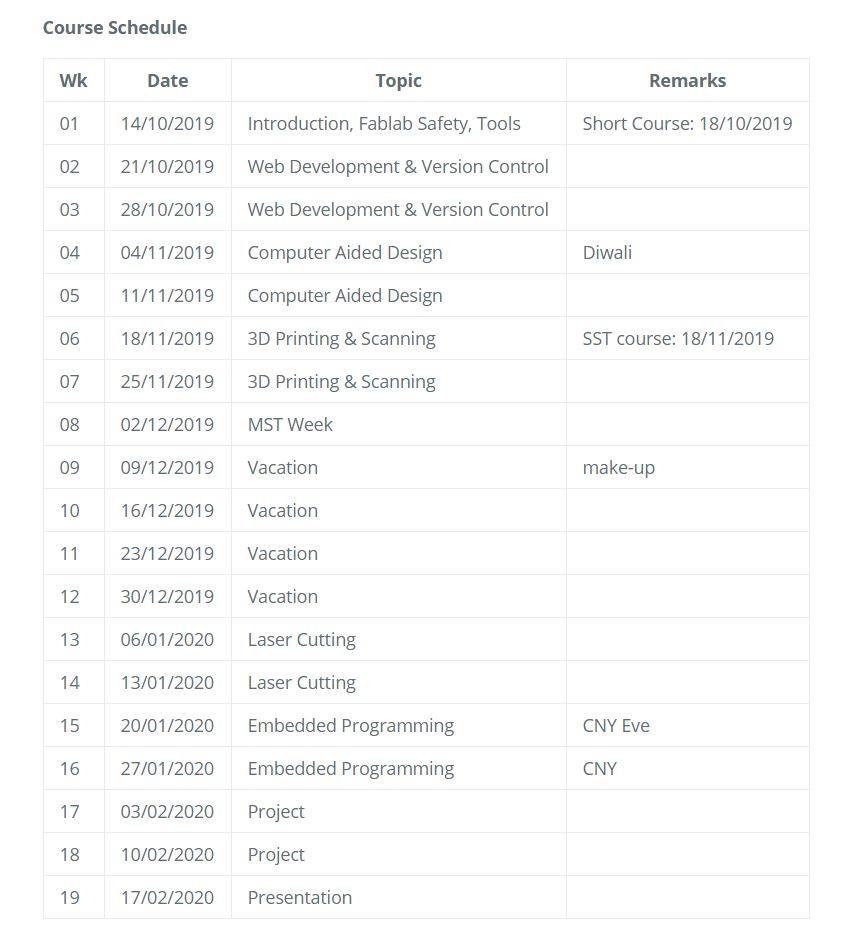 Course Schedule
Wk Date Topic Remarks
01 14/10/2019 Introduction, Fablab Safety, Tools Short Course: 18/10/2019
02 21/10/2019 Web Development & Version Control
03 28/10/2019 Web Development & Version Control
04 04/11/2019 Computer Aided Design Diwali
05 11/11/2019 Computer Aided Design
06 18/11/2019 3D Printing & Scanning SST course: 18/11/2019
07 25/11/2019 3D Printing & Scanning
08 02/12/2019 MST Week
09 09/12/2019 Vacation make-up
10 16/12/2019 Vacation
11 23/12/2019 Vacation
12 30/12/2019 Vacation
13 06/01/2020 Laser Cutting
14 13/01/2020 Laser Cutting
15 20/01/2020 Embedded Programming CNY Eve
16 27/01/2020 Embedded Programming CNY
17 03/02/2020 Project
18 10/02/2020 Project
19 17/02/2020 Presentation